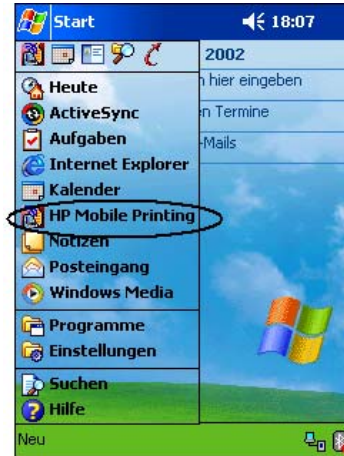 Start 18:07
2002
n hier eingeben
Heute
en Termine
ActiveSync
-Mails
Aufgaben
Internet Explorer
Kalender
HP Mobile Printing
Notizen
Posteingang
Windows Media
Programme
Einstellungen
Suchen
Hilfe
Neu